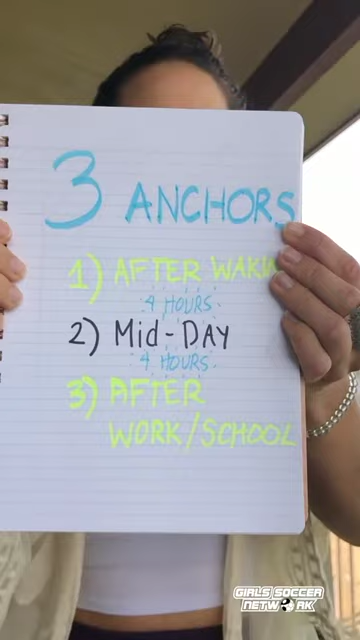 3 ANCHORS
1) AFTER WAKIN
4 HOURS
2) Mid-DAY
4 HOURS
3) AFTER
WORK/SCHOOL
GIRLS SOCCER
NETWORK